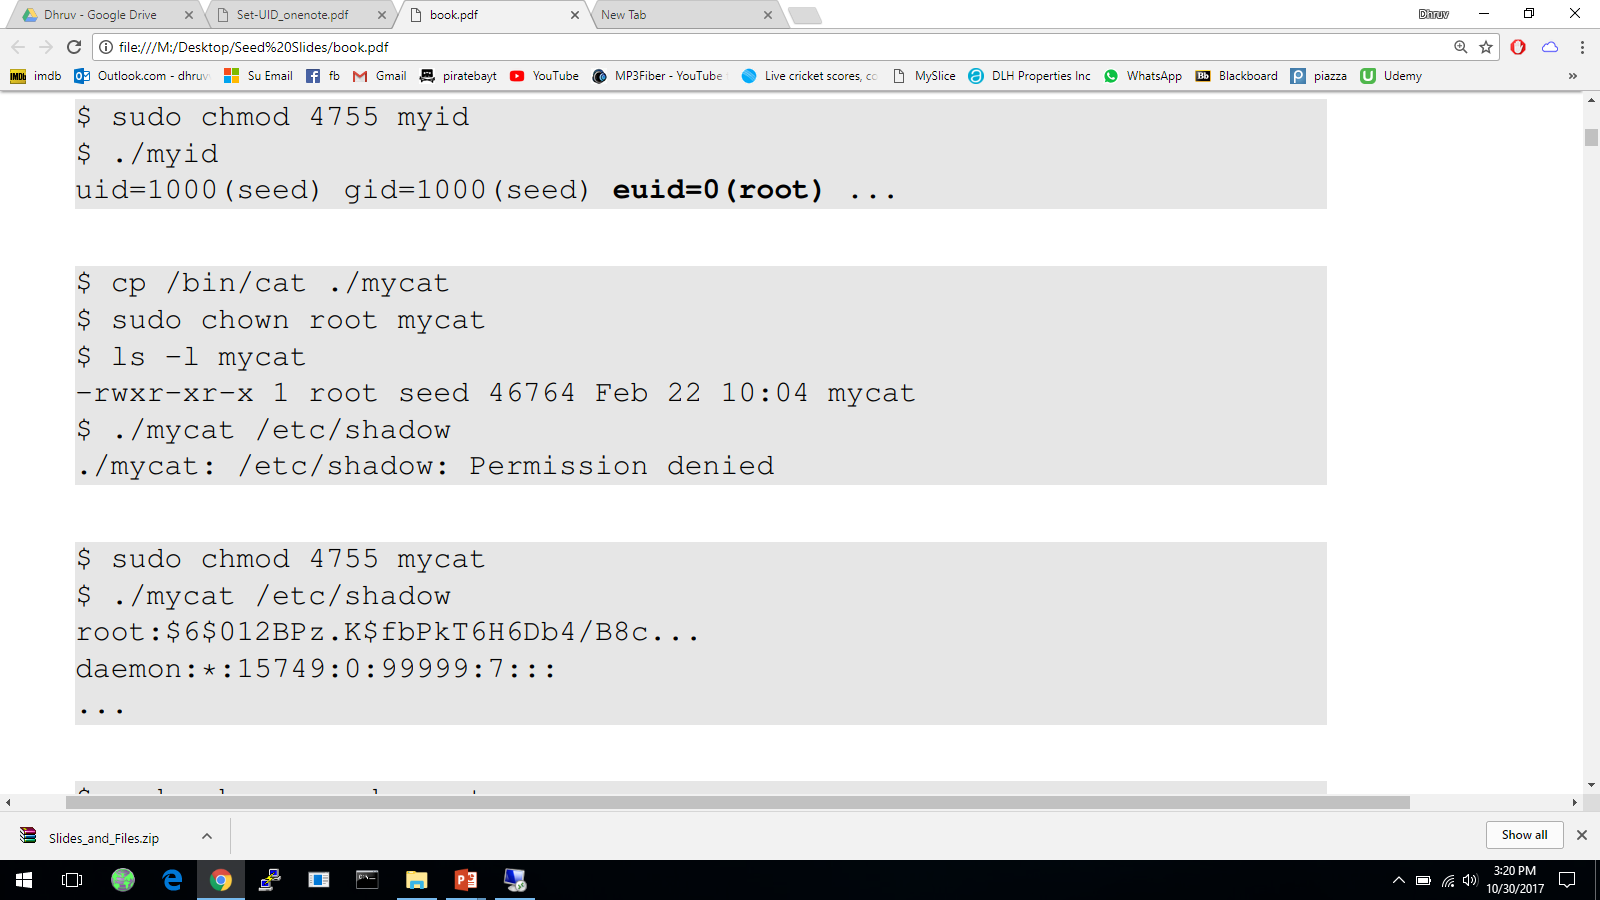 Dhruv - Google Drive
Set-UID_onenote.pdf
book.pdf
New Tab
Dhruv
file:///M:/Desktop/Seed%20Slides/book.pdf
IMDb imdb
Outlook.com - dhruv
Su Email
fb
Gmail
piratebayt
YouTube
MP3Fiber - YouTube
Live cricket scores, co
MySlice
DLH Properties Inc
WhatsApp
Bb Blackboard
piazza
Udemy
»
$ sudo chmod 4755 myid
$ ./myid
uid=1000(seed) gid=1000(seed) euid=0(root) ...
$ cp /bin/cat ./mycat
$ sudo chown root mycat
$ ls -l mycat
-rwxr-xr-x 1 root seed 46764 Feb 22 10:04 mycat
$ ./mycat /etc/shadow
./mycat: /etc/shadow: Permission denied
$ sudo chmod 4755 mycat
$ ./mycat /etc/shadow
root:$6$012BPz.K$fbPkT6H6Db4/B8c...
daemon:*:15749:0:99999:7:::
...
Slides_and_Files.zip
Show all
3:20 PM
10/30/2017